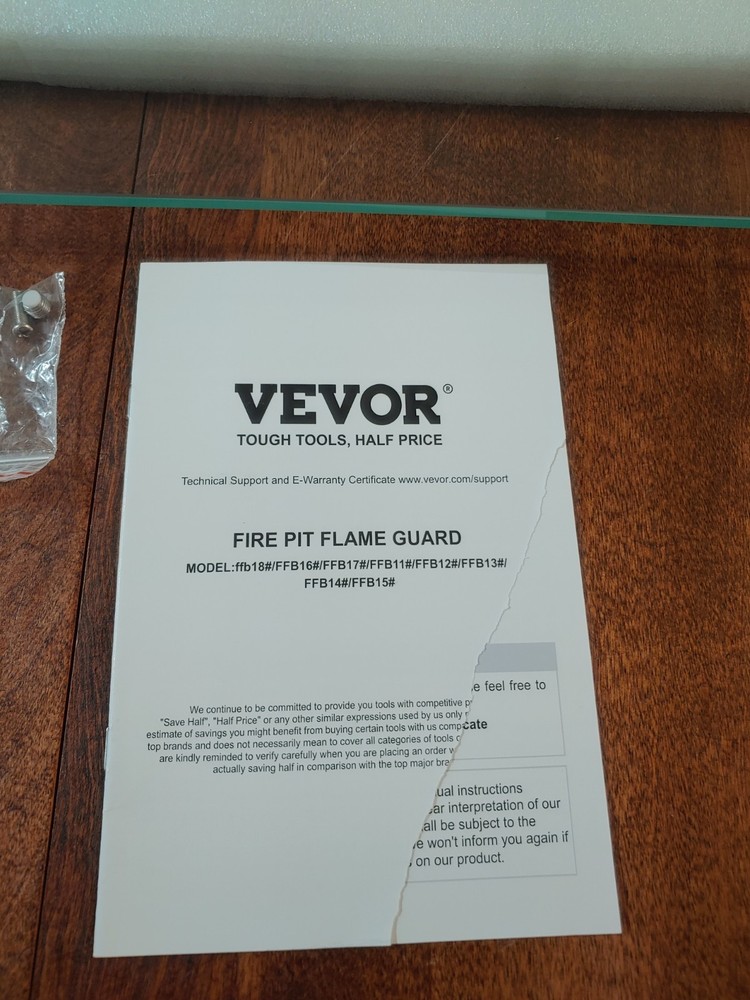 VEVOR®
TOUGH TOOLS, HALF PRICE
Technical Support and E-Warranty Certificate www.vevor.com/support
FIRE PIT FLAME GUARD
MODEL:ffb18#/FFB16#/FFB17#/FFB11#/FFB12#/FFB13#/
FFB14#/FFB15#
We continue to be committed to provide you tools with competitive
"Save Half", "Half Price" or any other similar expressions used by us only
estimate of savings you might benefit from buying certain tools with us
top brands and does not necessarily mean to cover all categories of tools
are kindly reminded to verify carefully when you are placing an order
actually saving half in comparison with the top major
feel free to
cate
ual instructions
ar interpretation of our
all be subject to the
e won't inform you again if
on our product.